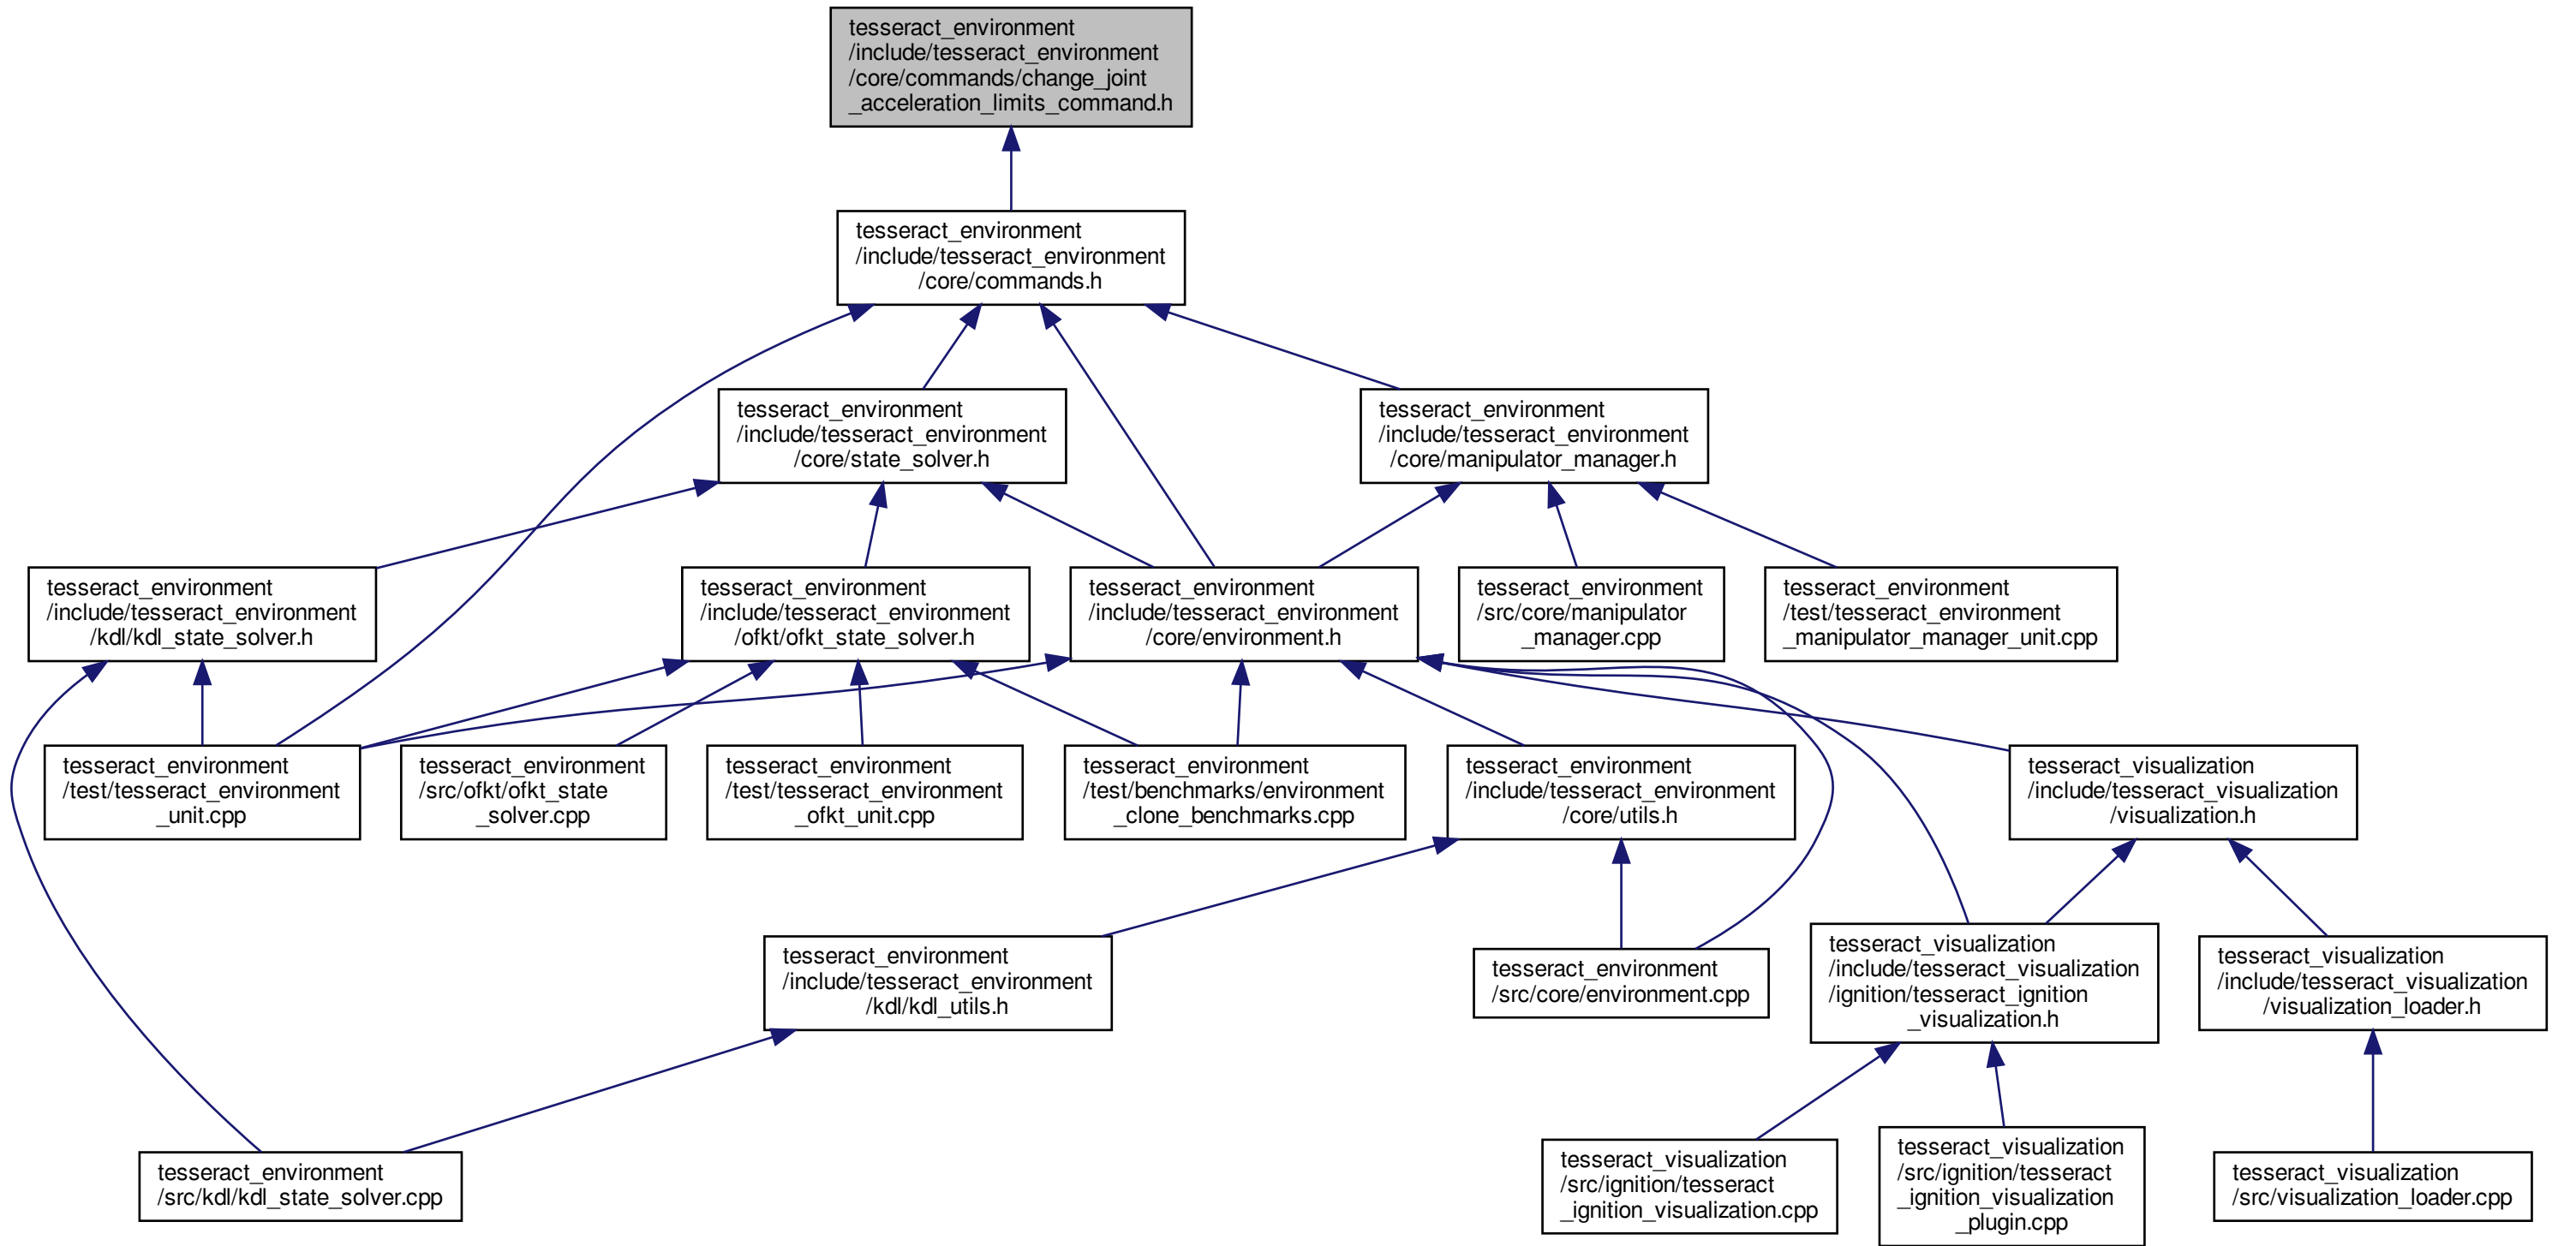 tesseract_environment
/include/tesseract_environment
/core/commands/change_joint
_acceleration_limits_command.h
tesseract_environment
/include/tesseract_environment
/core/commands.h
tesseract_environment
/include/tesseract_environment
/core/state_solver.h
tesseract_environment
/include/tesseract_environment
/core/manipulator_manager.h
tesseract_environment
/include/tesseract_environment
/kdl/kdl_state_solver.h
tesseract_environment
/include/tesseract_environment
/ofkt/ofkt_state_solver.h
tesseract_environment
/include/tesseract_environment
/core/environment.h
tesseract_environment
/src/core/manipulator
_manager.cpp
tesseract_environment
/test/tesseract_environment
_manipulator_manager_unit.cpp
tesseract_environment
/test/tesseract_environment
_unit.cpp
tesseract_environment
/src/ofkt/ofkt_state
_solver.cpp
tesseract_environment
/test/tesseract_environment
_ofkt_unit.cpp
tesseract_environment
/test/benchmarks/environment
_clone_benchmarks.cpp
tesseract_environment
/include/tesseract_environment
/core/utils.h
tesseract_visualization
/include/tesseract_visualization
/visualization.h
tesseract_environment
/include/tesseract_environment
/kdl/kdl_utils.h
tesseract_environment
/src/core/environment.cpp
tesseract_visualization
/include/tesseract_visualization
/ignition/tesseract_ignition
_visualization.h
tesseract_visualization
/include/tesseract_visualization
/visualization_loader.h
tesseract_environment
/src/kdl/kdl_state_solver.cpp
tesseract_visualization
/src/ignition/tesseract
_ignition_visualization.cpp
tesseract_visualization
/src/ignition/tesseract
_ignition_visualization
_plugin.cpp
tesseract_visualization
/src/visualization_loader.cpp